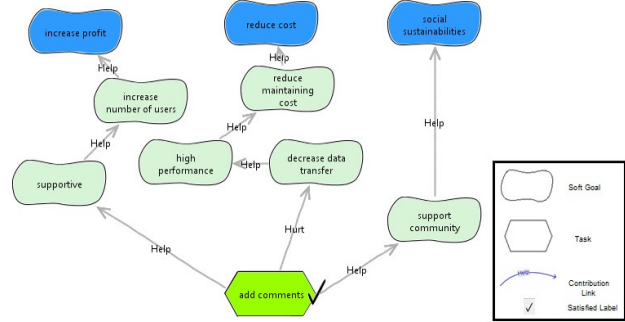 increase profit
reduce cost
social
sustainabilities
Help
Help
increase
number of users
reduce
maintaining
cost
Help
Help
Help
high
performance
Help
decrease data
transfer
supportive
support
community
Hurt
Help
Help
add comments
Soft Goal
Task
Contribution
Link
Satisfied Label